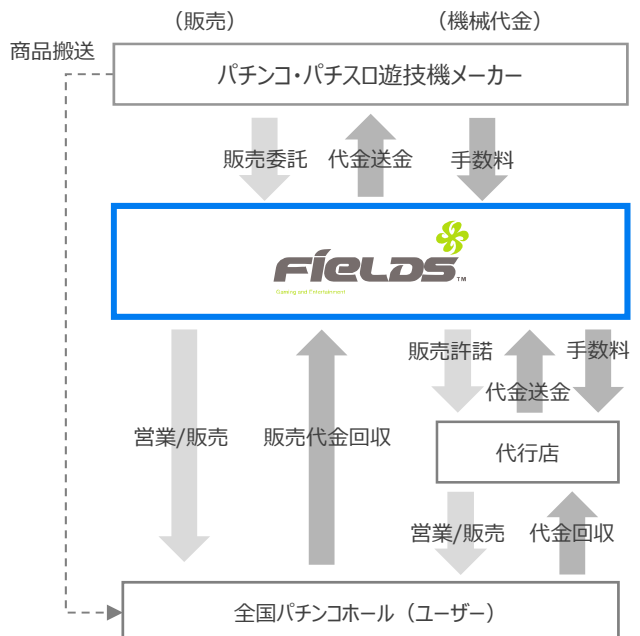 （販売）
（機械代金）
商品搬送
パチンコ・パチスロ遊技機メーカー
販売委託
代金送金
手数料
FIELDS™
Gaming and Entertainment
販売許諾
手数料
代金送金
営業/販売
販売代金回収
代行店
営業/販売
代金回収
全国パチンコホール（ユーザー）